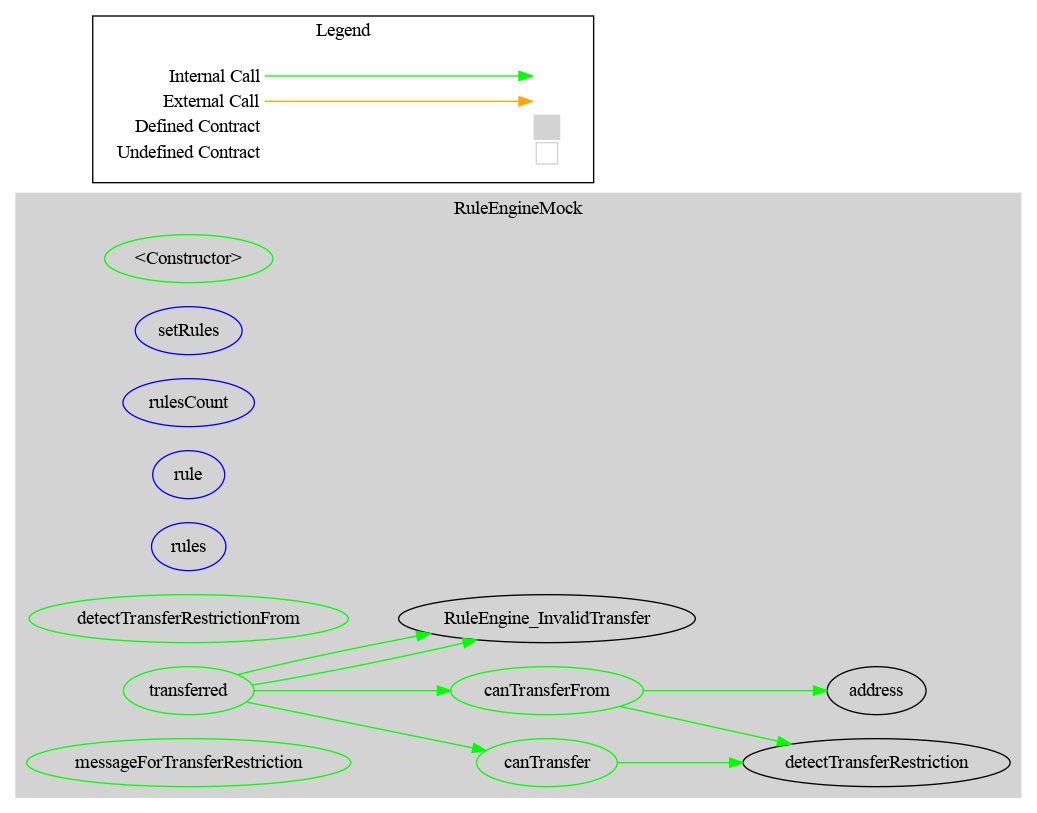 Legend
Internal Call
External Call
Defined Contract
Undefined Contract
RuleEngineMock
<Constructor>
setRules
rulesCount
rule
rules
detectTransferRestrictionFrom
RuleEngine_InvalidTransfer
transferred
canTransferFrom
address
messageForTransferRestriction
canTransfer
detectTransferRestriction